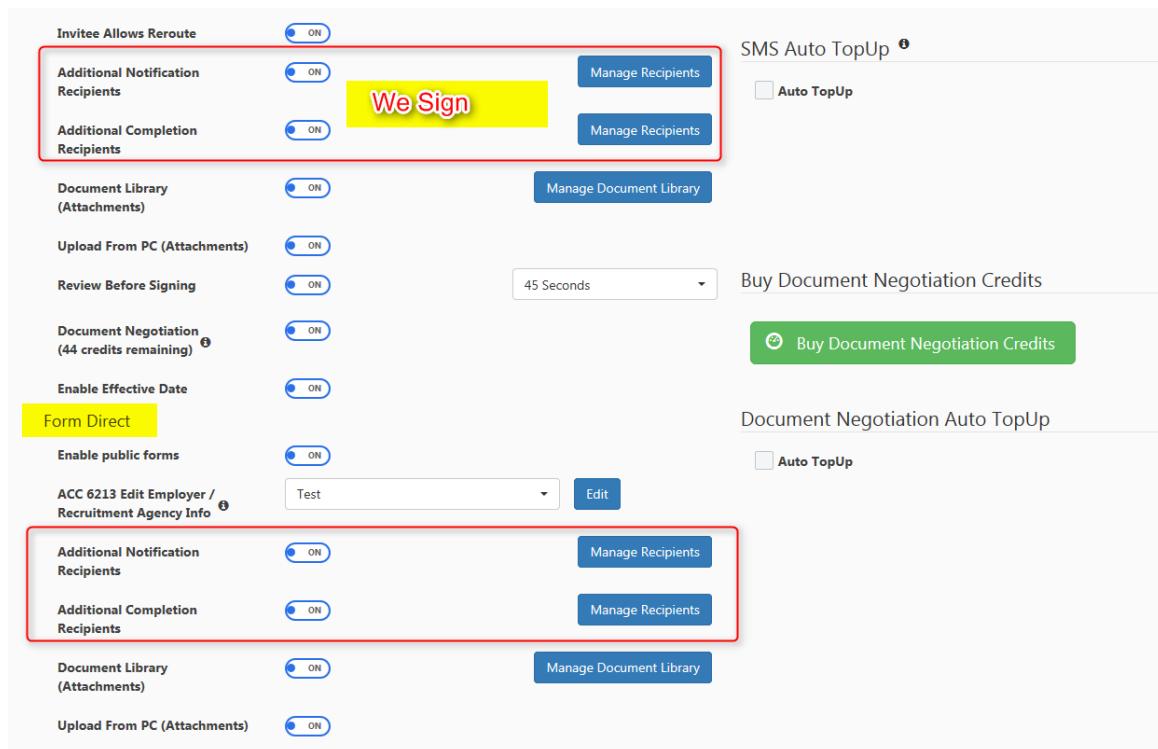 Invitee Allows Reroute
ON
SMS Auto TopUp
Additional Notification
Recipients
ON
We Sign
Manage Recipients
Auto TopUp
Additional Completion
Recipients
ON
Manage Recipients
Document Library
(Attachments)
ON
Manage Document Library
Upload From PC (Attachments)
ON
Review Before Signing
ON
45 Seconds
Buy Document Negotiation Credits
Document Negotiation
(44 credits remaining)
ON
Buy Document Negotiation Credits
Enable Effective Date
ON
Form Direct
Document Negotiation Auto TopUp
Enable public forms
ON
Auto TopUp
ACC 6213 Edit Employer /
Recruitment Agency Info
Test
Edit
Additional Notification
Recipients
ON
Manage Recipients
Additional Completion
Recipients
ON
Manage Recipients
Document Library
(Attachments)
ON
Manage Document Library
Upload From PC (Attachments)
ON